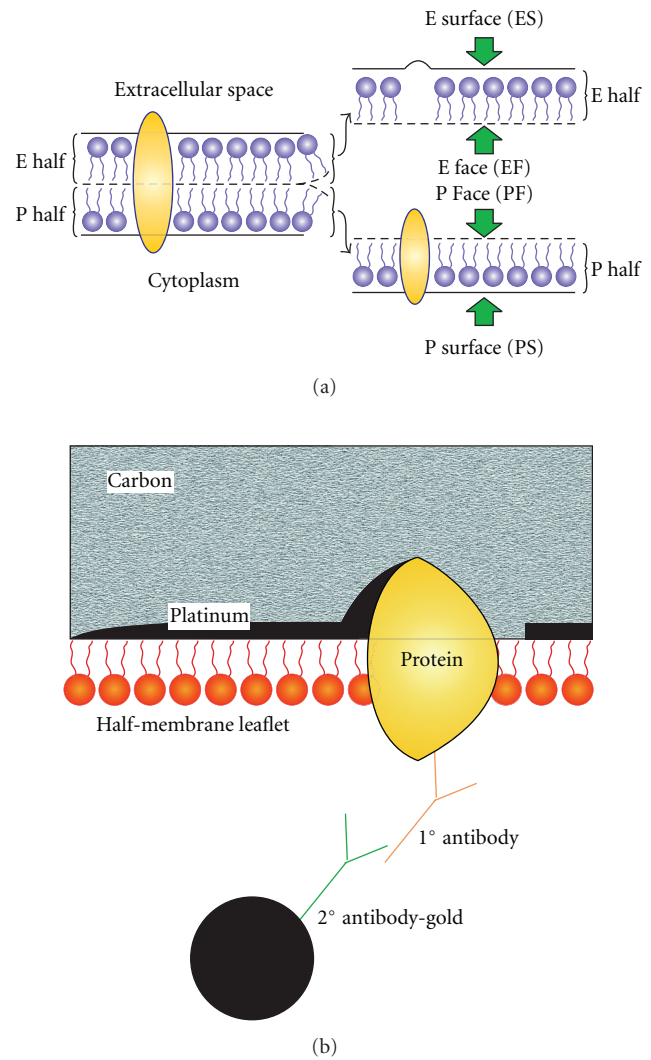 E surface (ES)
Extracellular space
E half
E half
P half
E face (EF)
P Face (PF)
P half
Cytoplasm
P surface (PS)
(a)
Carbon
Platinum
Protein
Half-membrane leaflet
1° antibody
2° antibody-gold
(b)